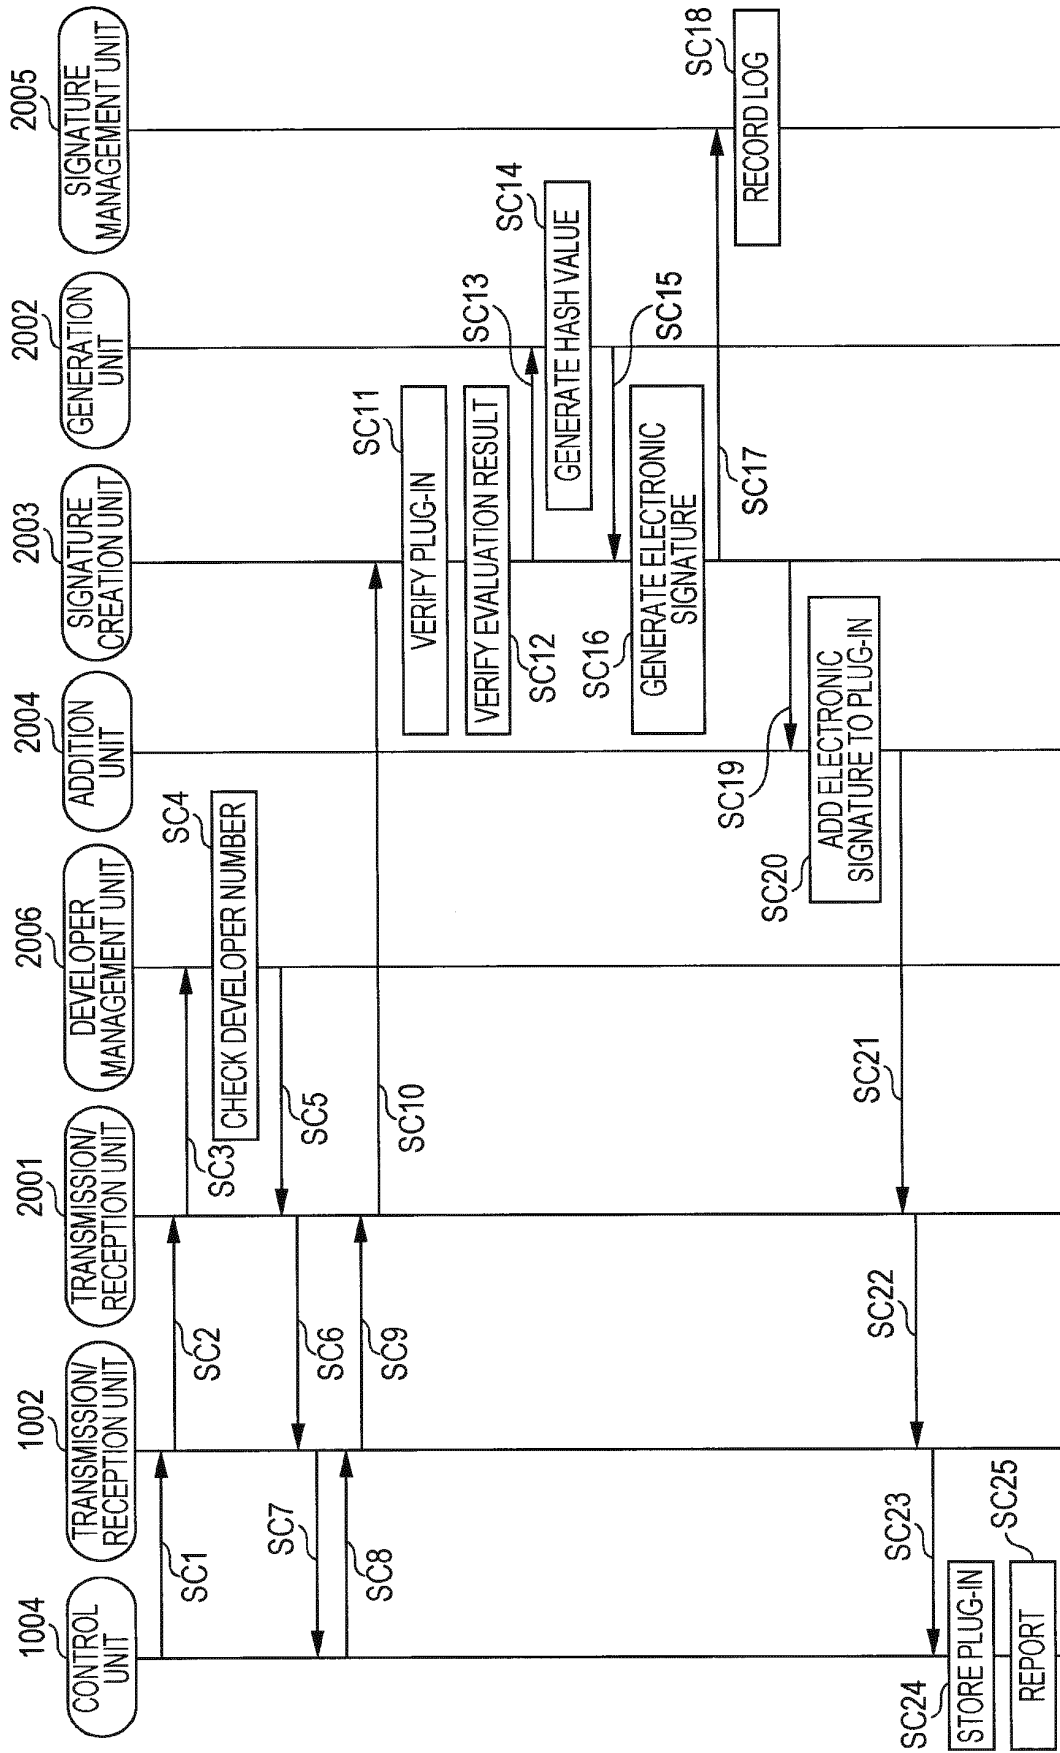 1004
CONTROL
UNIT
1002
TRANSMISSION/
RECEPTION UNIT
2001
TRANSMISSION/
RECEPTION UNIT
2006
DEVELOPER
MANAGEMENT UNIT
2004
ADDITION
UNIT
2003
SIGNATURE
CREATION UNIT
2002
GENERATION
UNIT
2005
SIGNATURE
MANAGEMENT UNIT
SC1
SC2
SC3
SC4
CHECK DEVELOPER NUMBER
SC5
SC6
SC7
SC8
SC9
SC10
SC11
VERIFY PLUG-IN
VERIFY EVALUATION RESULT
SC12
SC13
SC14
GENERATE HASH VALUE
SC15
SC16
GENERATE ELECTRONIC
SIGNATURE
SC17
SC18
RECORD LOG
SC19
SC20
ADD ELECTRONIC
SIGNATURE TO PLUG-IN
SC21
SC22
SC23
SC24
STORE PLUG-IN
SC25
REPORT